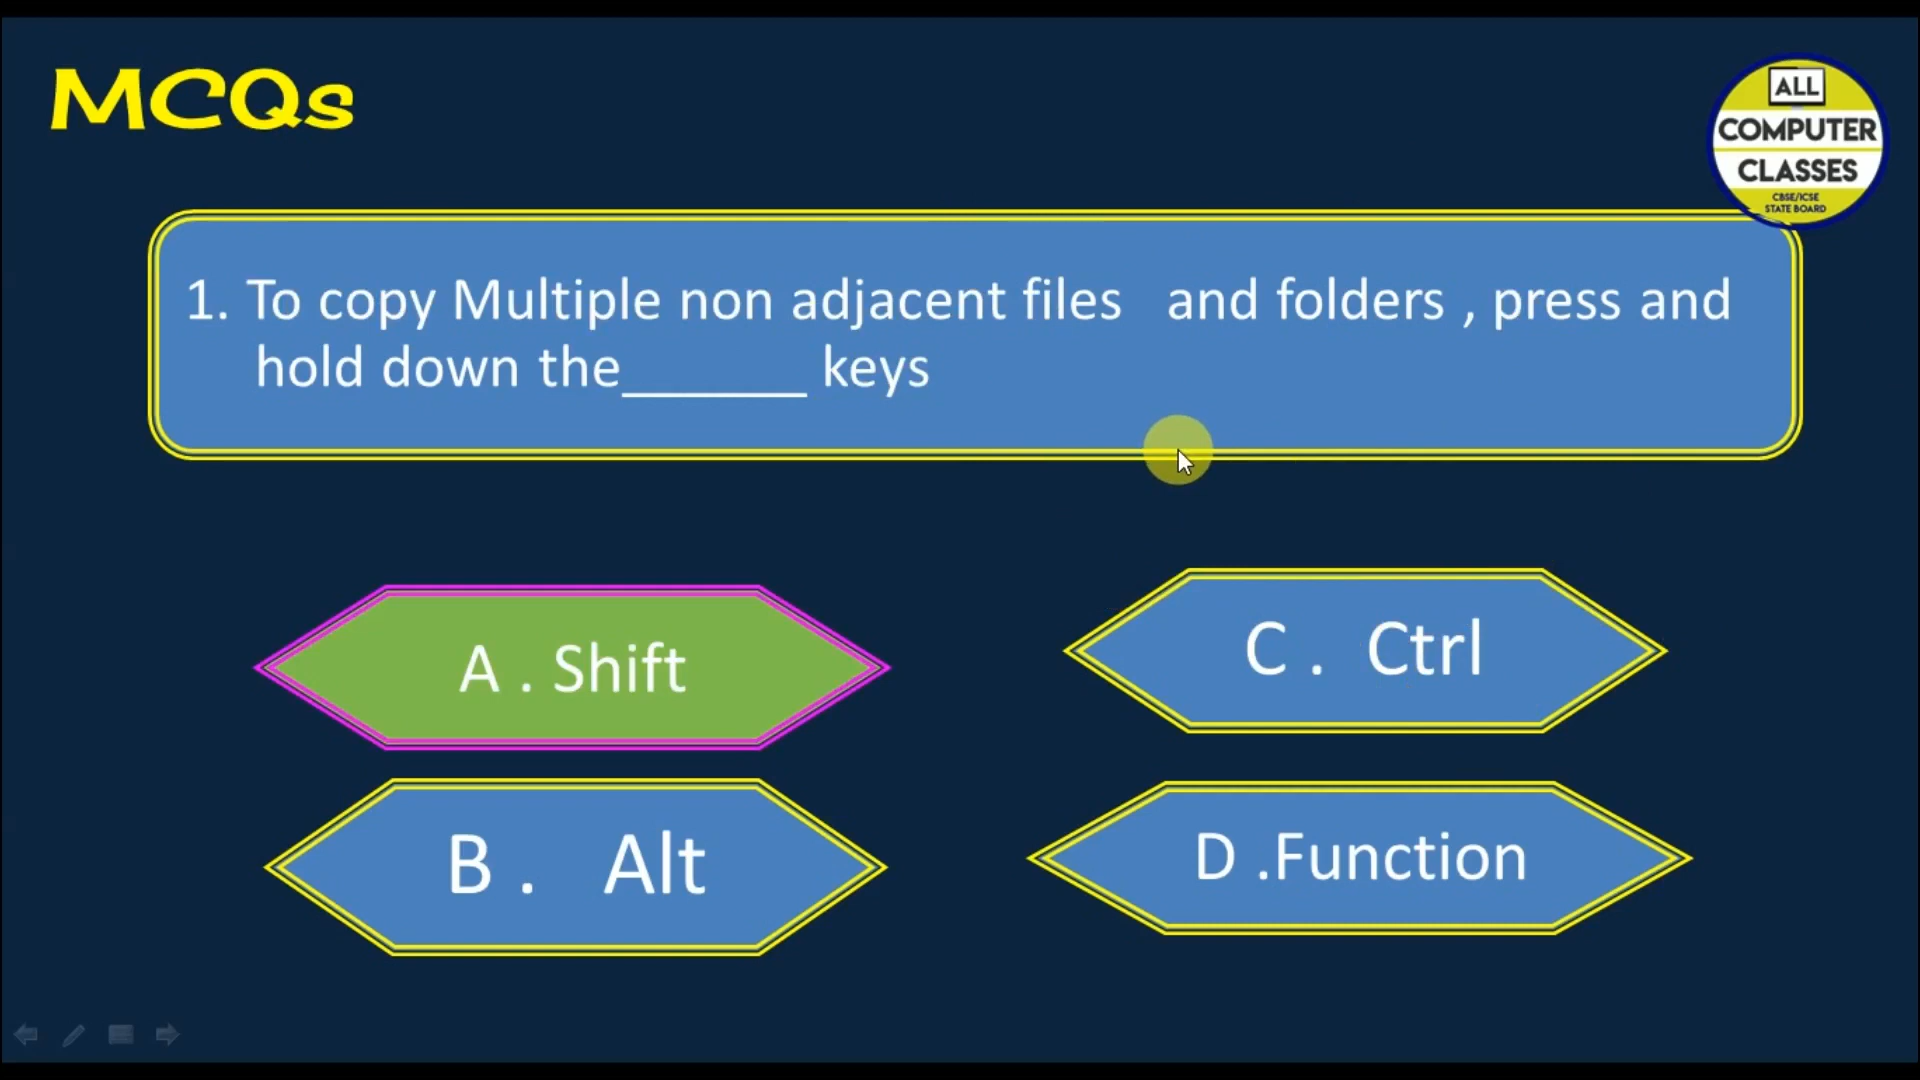 MCQs
ALL
COMPUTER
CLASSES
CBSE/ICSE
STATE BOARD
1. To copy Multiple non adjacent files and folders , press and
hold down the_______ keys
A . Shift
C . Ctrl
B . Alt
D .Function